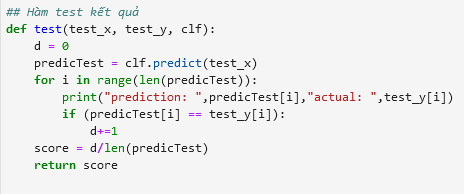 ## Hàm test kết quả
def test(test_x, test_y, clf):
    d = 0
    predicTest = clf.predict(test_x)
    for i in range(len(predicTest)):
        print("prediction: ",predicTest[i],"actual: ",test_y[i])
        if (predicTest[i] == test_y[i]):
            d+=1
    score = d/len(predicTest)
    return score